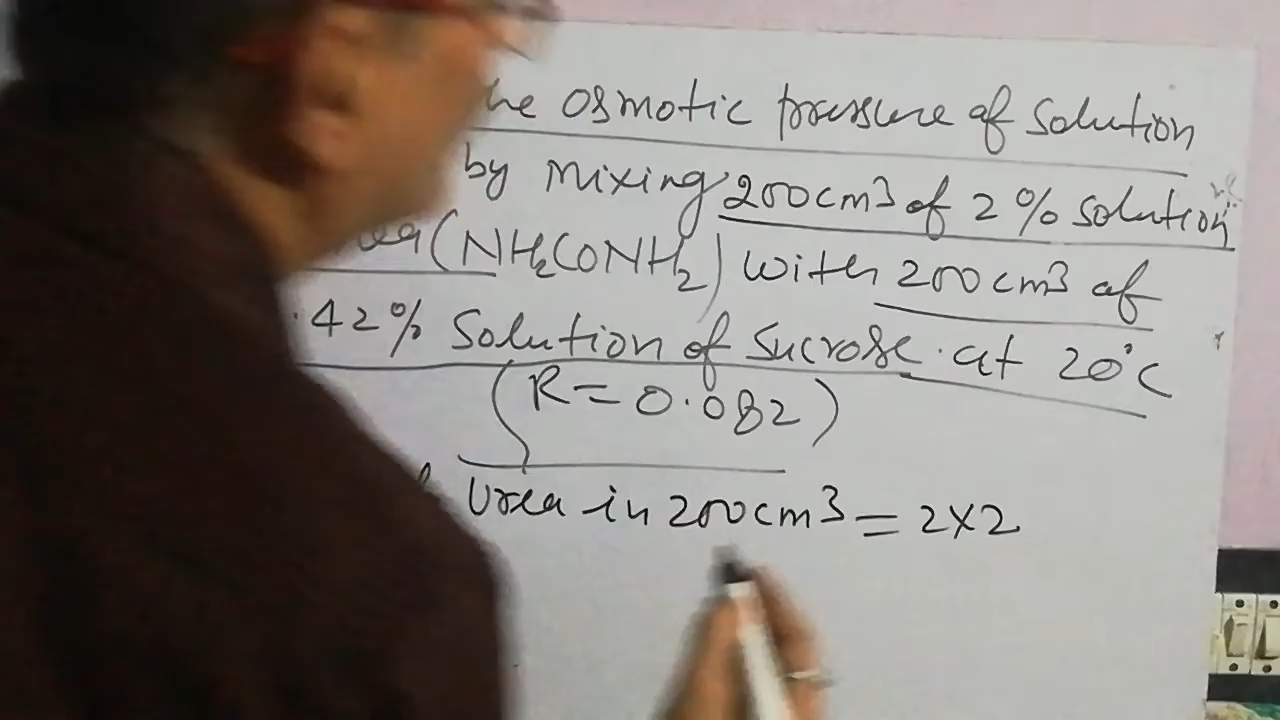 he osmotic pressure of solution
by mixing 200cm3 of 2% solution
ea (NH2CONH2) with 200cm3 of
.42% solution of sucrose. at 20°C
(R=0.082)
Urea in 200cm3 = 2x2